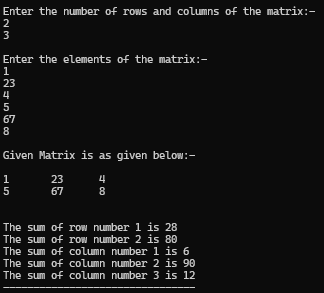 Enter the number of rows and columns of the matrix:-
2
3
Enter the elements of the matrix:-
1
23
4
5
67
8
Given Matrix is as given below:-
1 23 4
5 67 8
The sum of row number 1 is 28
The sum of row number 2 is 80
The sum of column number 1 is 6
The sum of column number 2 is 90
The sum of column number 3 is 12
--------------------------------